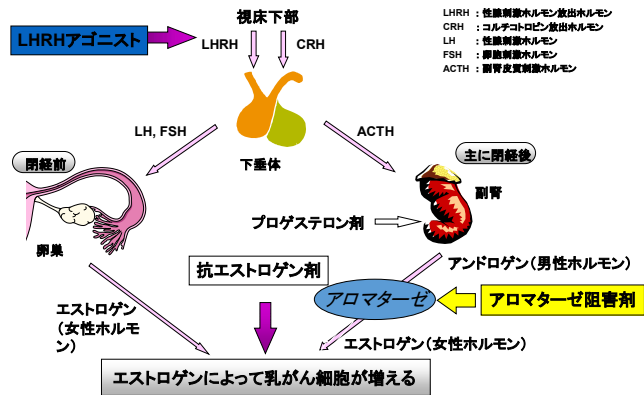 視床下部
LHRH：性腺刺激ホルモン放出ホルモン
CRH：コルチコトロピン放出ホルモン
LH：性腺刺激ホルモン
FSH：卵胞刺激ホルモン
ACTH：副腎皮質刺激ホルモン
LHRHアゴニスト
LHRH
CRH
LH, FSH
ACTH
下垂体
閉経前
主に閉経後
副腎
プロゲステロン剤
卵巣
抗エストロゲン剤
アンドロゲン(男性ホルモン)
アロマターゼ
アロマターゼ阻害剤
エストロゲン
(女性ホルモ
ン)
エストロゲン(女性ホルモン)
エストロゲンによって乳がん細胞が増える